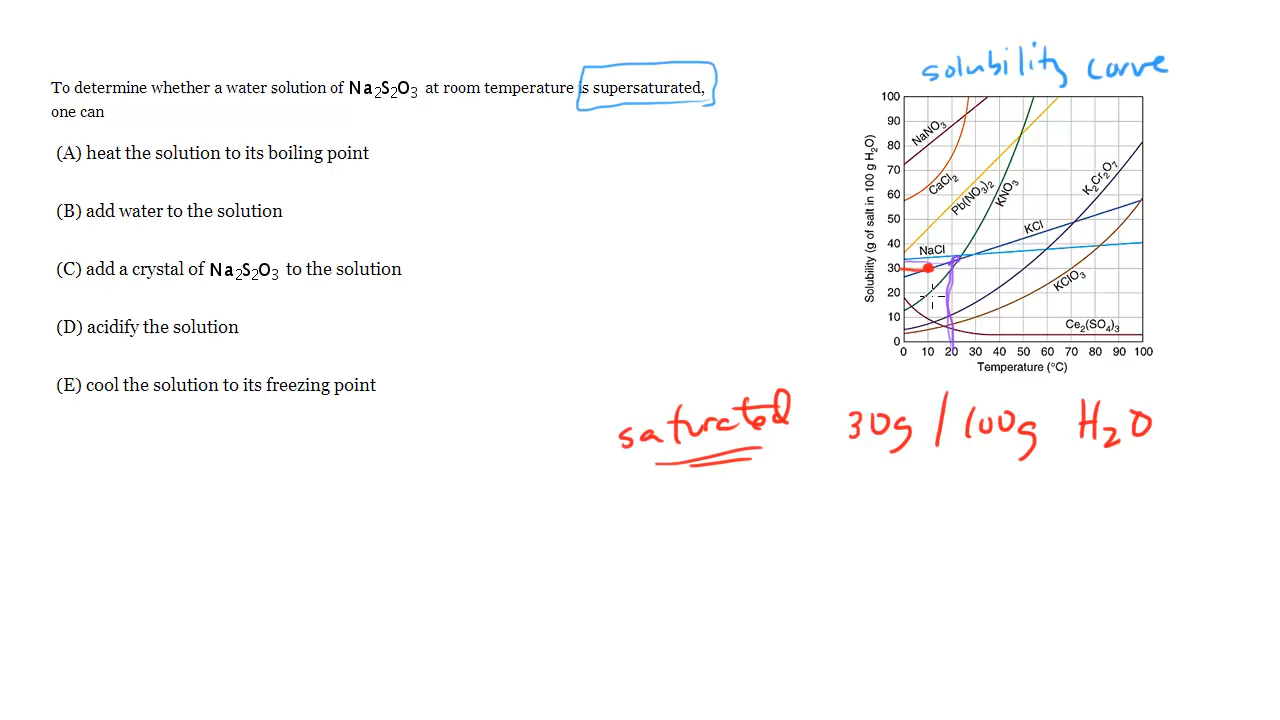 To determine whether a water solution of Na₂S₂O₃ at room temperature is supersaturated,
one can
(A) heat the solution to its boiling point
(B) add water to the solution
(C) add a crystal of Na₂S₂O₃ to the solution
(D) acidify the solution
(E) cool the solution to its freezing point
solubility curve
Solubility (g of salt in 100 g H₂O)
100
90
80
70
60
50
40
30
20
10
0
NaNO₃
CaCl₂
Pb(NO₃)₂
KNO₃
K₂Cr₂O₇
KCl
NaCl
KClO₃
Ce₂(SO₄)₃
0 10 20 30 40 50 60 70 80 90 100
Temperature (°C)
saturated 30g / 100g H₂O